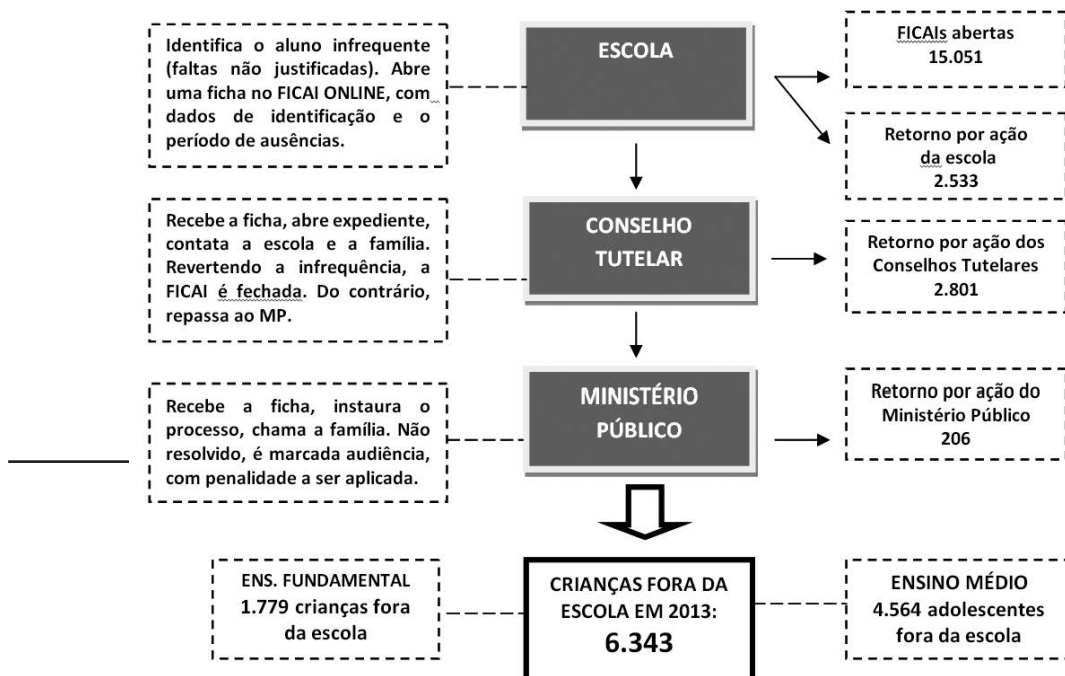 Identifica o aluno infrequente
(faltas não justificadas). Abre
uma ficha no FICAI ONLINE, com
dados de identificação e o
período de ausências.
ESCOLA
FICAIs abertas
15.051
Retorno por ação
da escola
2.533
Recebe a ficha, abre expediente,
contata a escola e a família.
Revertendo a infrequência, a
FICAI é fechada. Do contrário,
repassa ao MP.
CONSELHO
TUTELAR
Retorno por ação dos
Conselhos Tutelares
2.801
Recebe a ficha, instaura o
processo, chama a família. Não
resolvido, é marcada audiência,
com penalidade a ser aplicada.
MINISTÉRIO
PÚBLICO
Retorno por ação do
Ministério Público
206
ENS. FUNDAMENTAL
1.779 crianças fora
da escola
CRIANÇAS FORA DA
ESCOLA EM 2013:
6.343
ENSINO MÉDIO
4.564 adolescentes
fora da escola